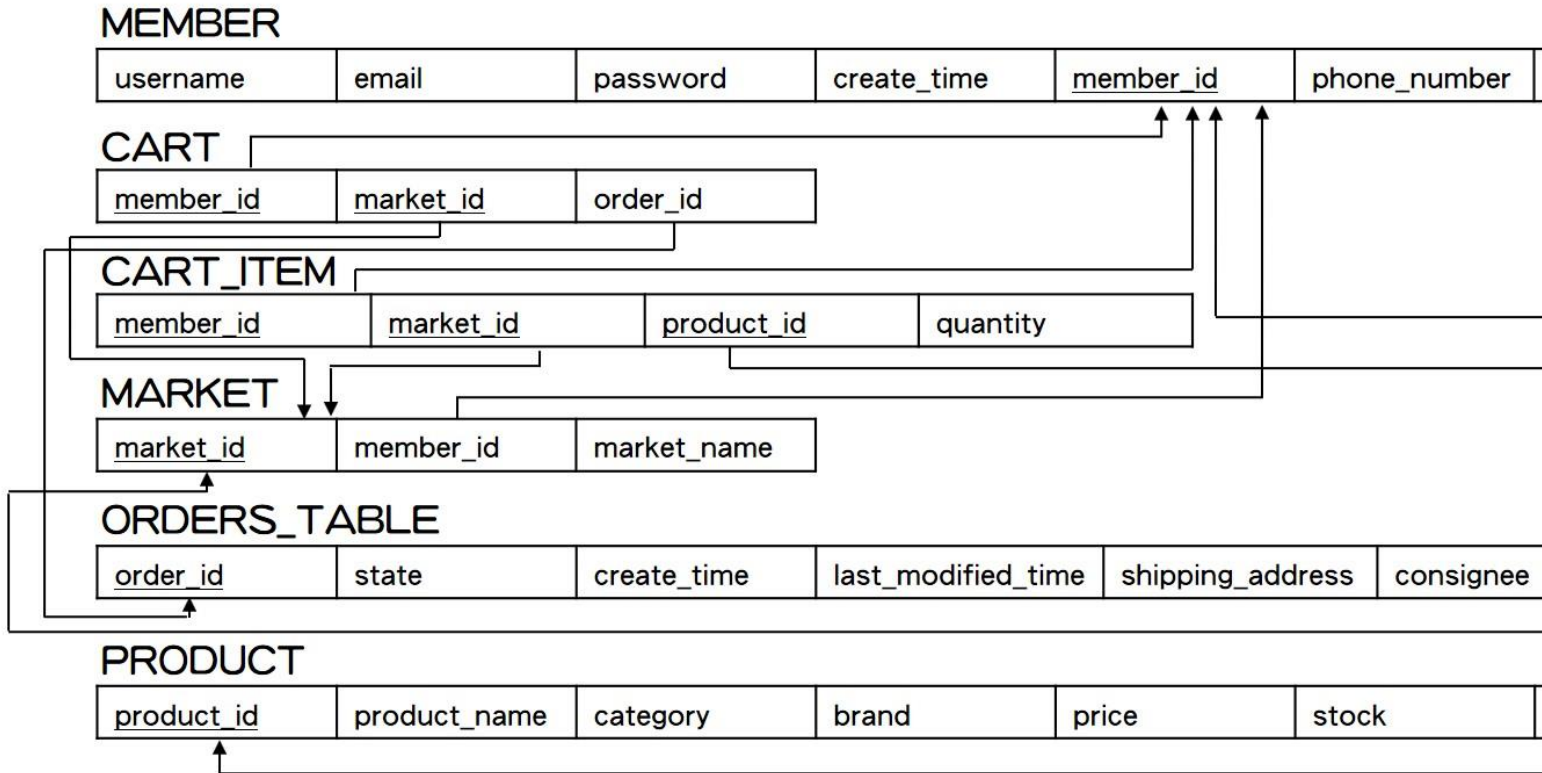 MEMBER
username email password create_time member_id phone_number
CART
member_id market_id order_id
CART_ITEM
member_id market_id product_id quantity
MARKET
market_id member_id market_name
ORDERS_TABLE
order_id state create_time last_modified_time shipping_address consignee
PRODUCT
product_id product_name category brand price stock